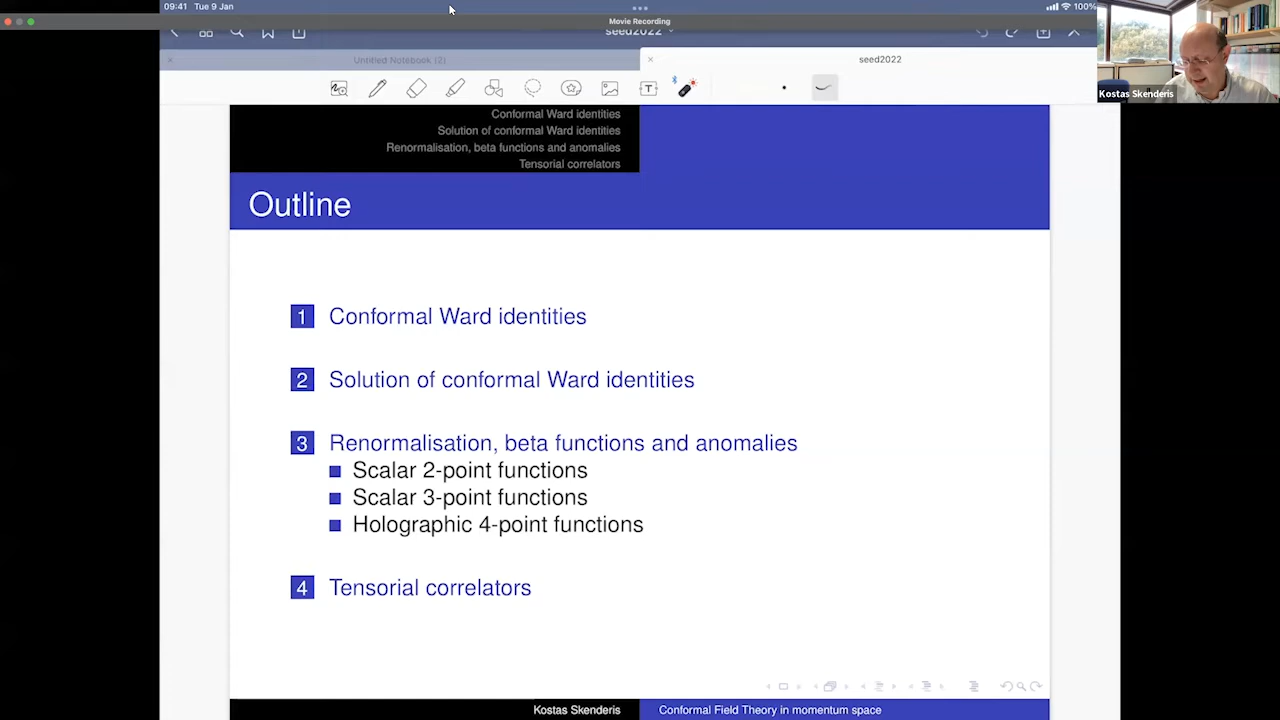 09:41 Tue 9 Jan
100%
Movie Recording
seed2022
Untitled Notebook (2)
seed2022
T
Kostas Skenderis
Conformal Ward identities
Solution of conformal Ward identities
Renormalisation, beta functions and anomalies
Tensorial correlators
Outline
1 Conformal Ward identities
2 Solution of conformal Ward identities
3 Renormalisation, beta functions and anomalies
Scalar 2-point functions
Scalar 3-point functions
Holographic 4-point functions
4 Tensorial correlators
Kostas Skenderis
Conformal Field Theory in momentum space